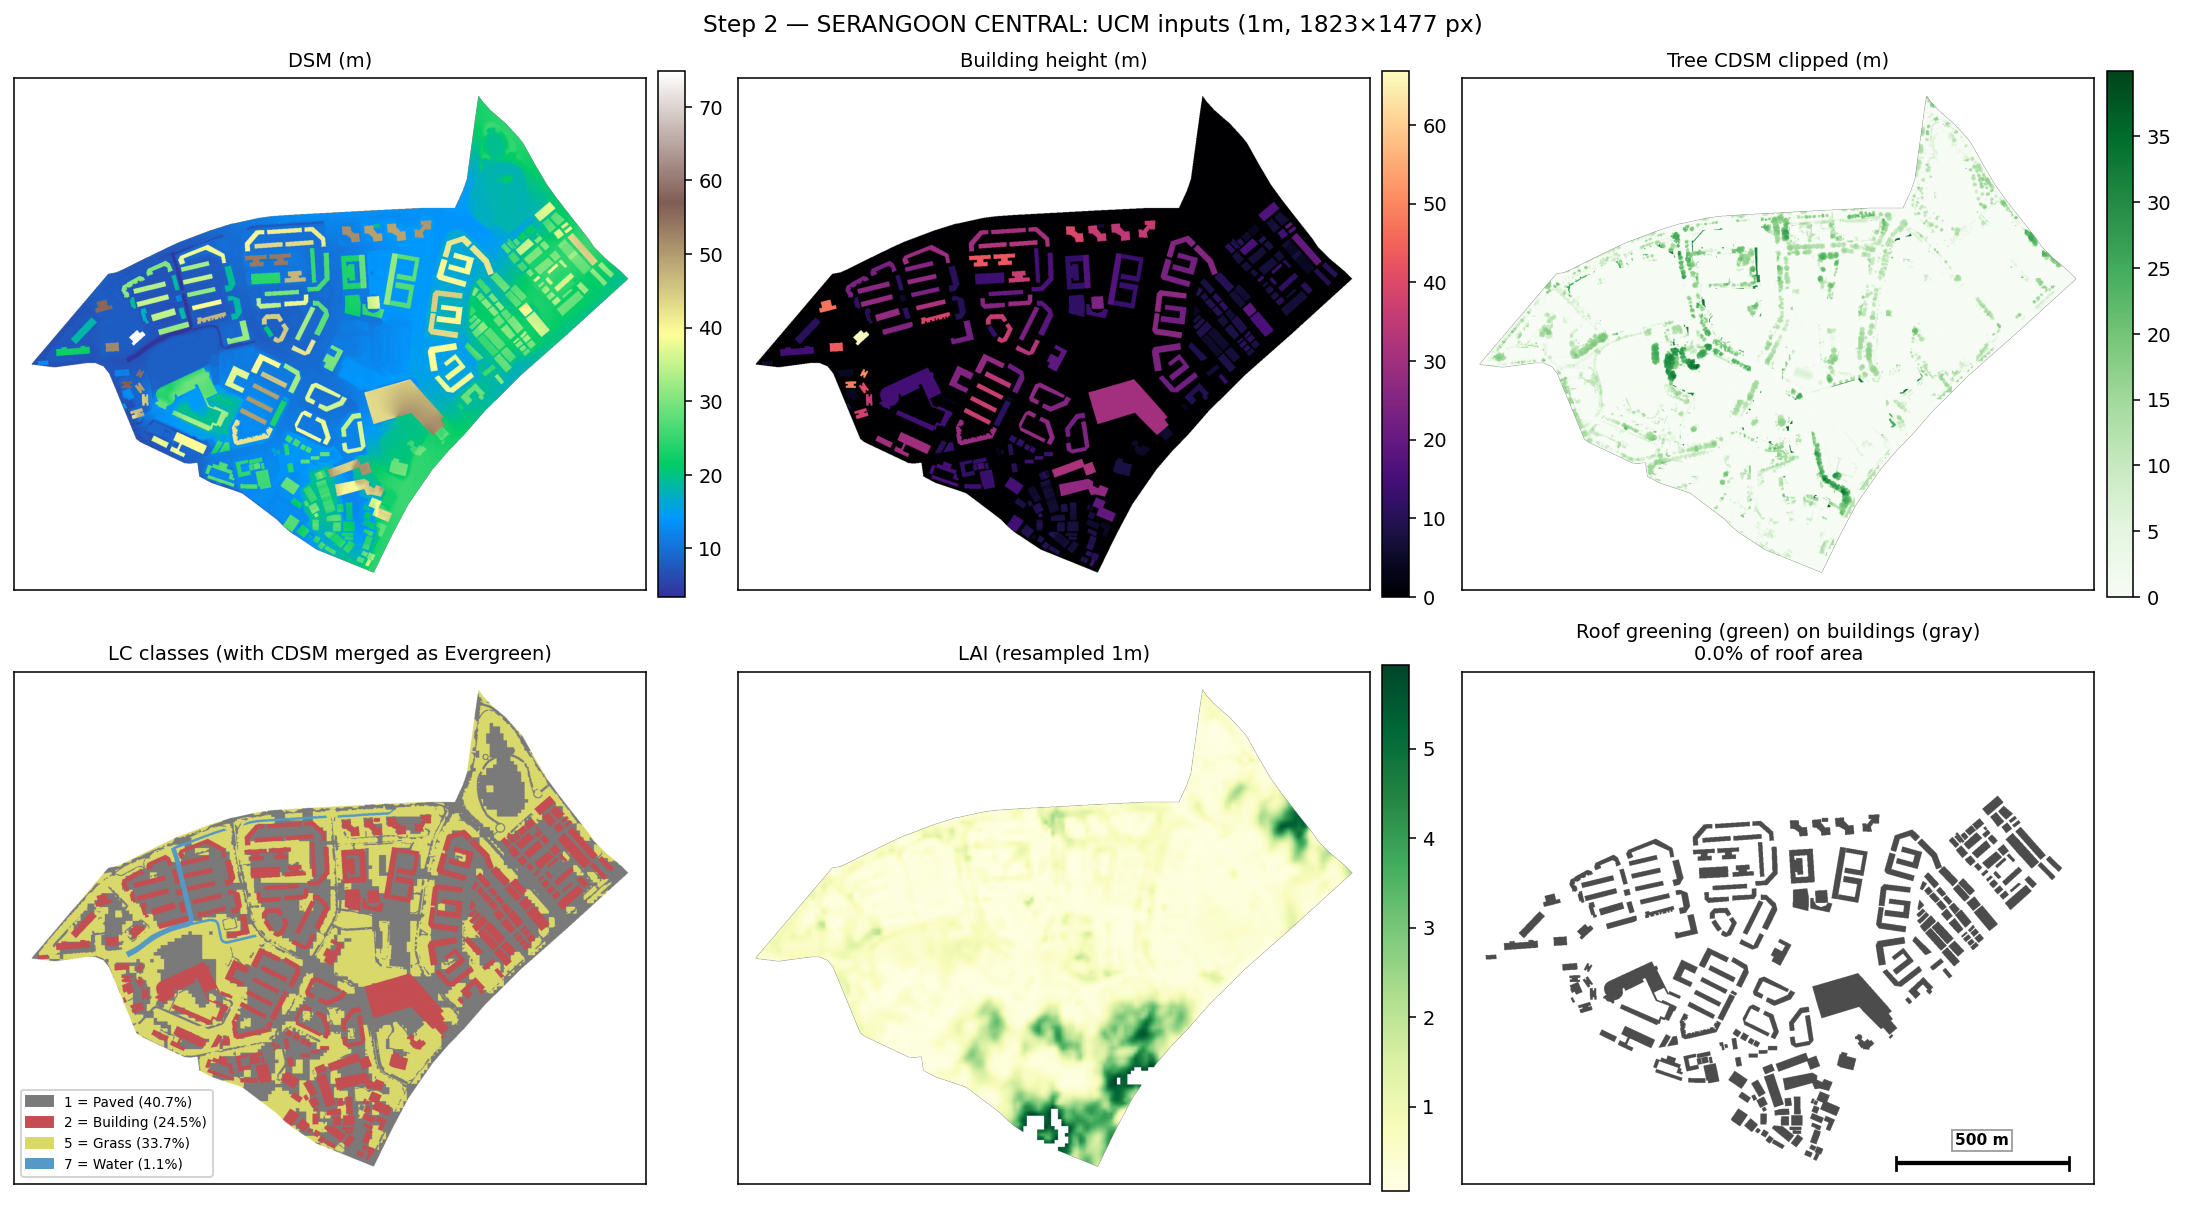 Step 2 — SERANGOON CENTRAL: UCM inputs (1m, 1823×1477 px)
DSM (m)
70
60
50
40
30
20
10
Building height (m)
60
50
40
30
20
10
0
Tree CDSM clipped (m)
35
30
25
20
15
10
5
0
LC classes (with CDSM merged as Evergreen)
1 = Paved (40.7%)
2 = Building (24.5%)
5 = Grass (33.7%)
7 = Water (1.1%)
LAI (resampled 1m)
5
4
3
2
1
Roof greening (green) on buildings (gray)
0.0% of roof area
500 m